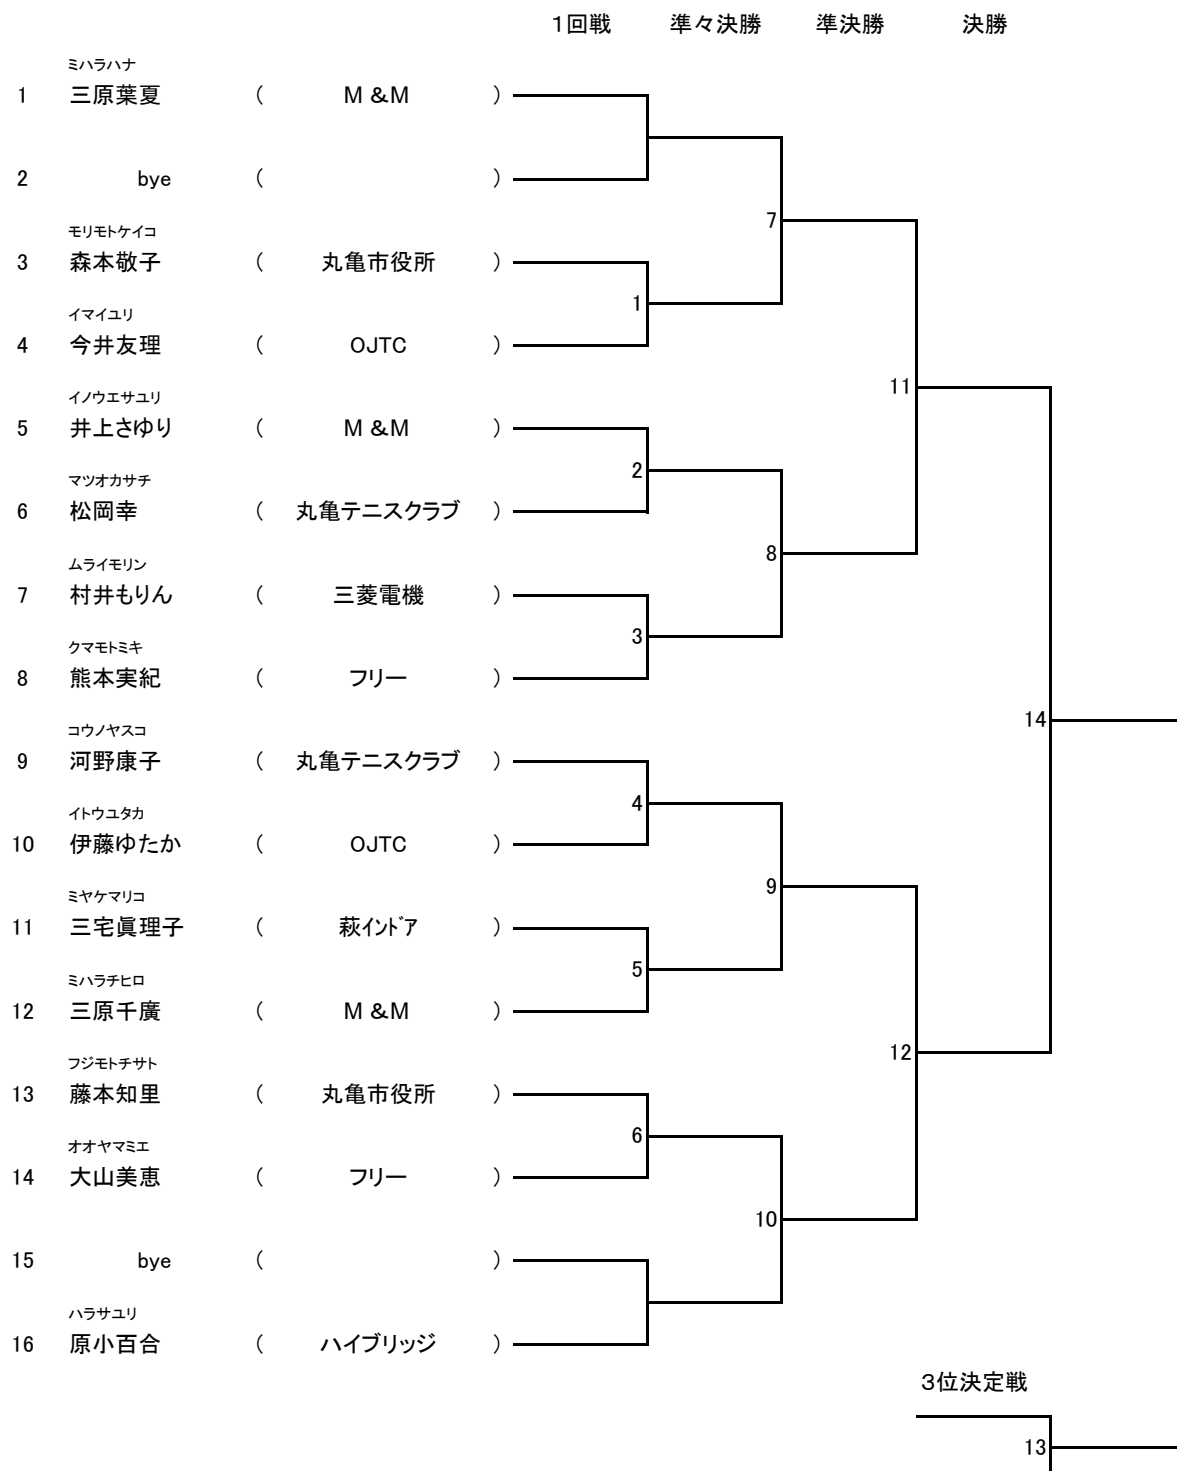 1回戦 準々決勝 準決勝 決勝
ミハラハナ
1 三原葉夏 ( M &M )
2 bye ( )
7
モリモトケイコ
3 森本敬子 ( 丸亀市役所 )
1
イマイユリ
4 今井友理 ( OJTC )
11
イノウエサユリ
5 井上さゆり ( M &M )
2
マツオカサチ
6 松岡幸 ( 丸亀テニスクラブ )
8
ムライモリン
7 村井もりん ( 三菱電機 )
3
クマモトミキ
8 熊本実紀 ( フリー )
14
コウノヤスコ
9 河野康子 ( 丸亀テニスクラブ )
4
イトウユタカ
10 伊藤ゆたか ( OJTC )
9
ミヤケマリコ
11 三宅眞理子 ( 萩インドア )
5
ミハラチヒロ
12 三原千廣 ( M &M )
12
フジモトチサト
13 藤本知里 ( 丸亀市役所 )
6
オオヤマミエ
14 大山美恵 ( フリー )
10
15 bye ( )
ハラサユリ
16 原小百合 ( ハイブリッジ )
3位決定戦
13